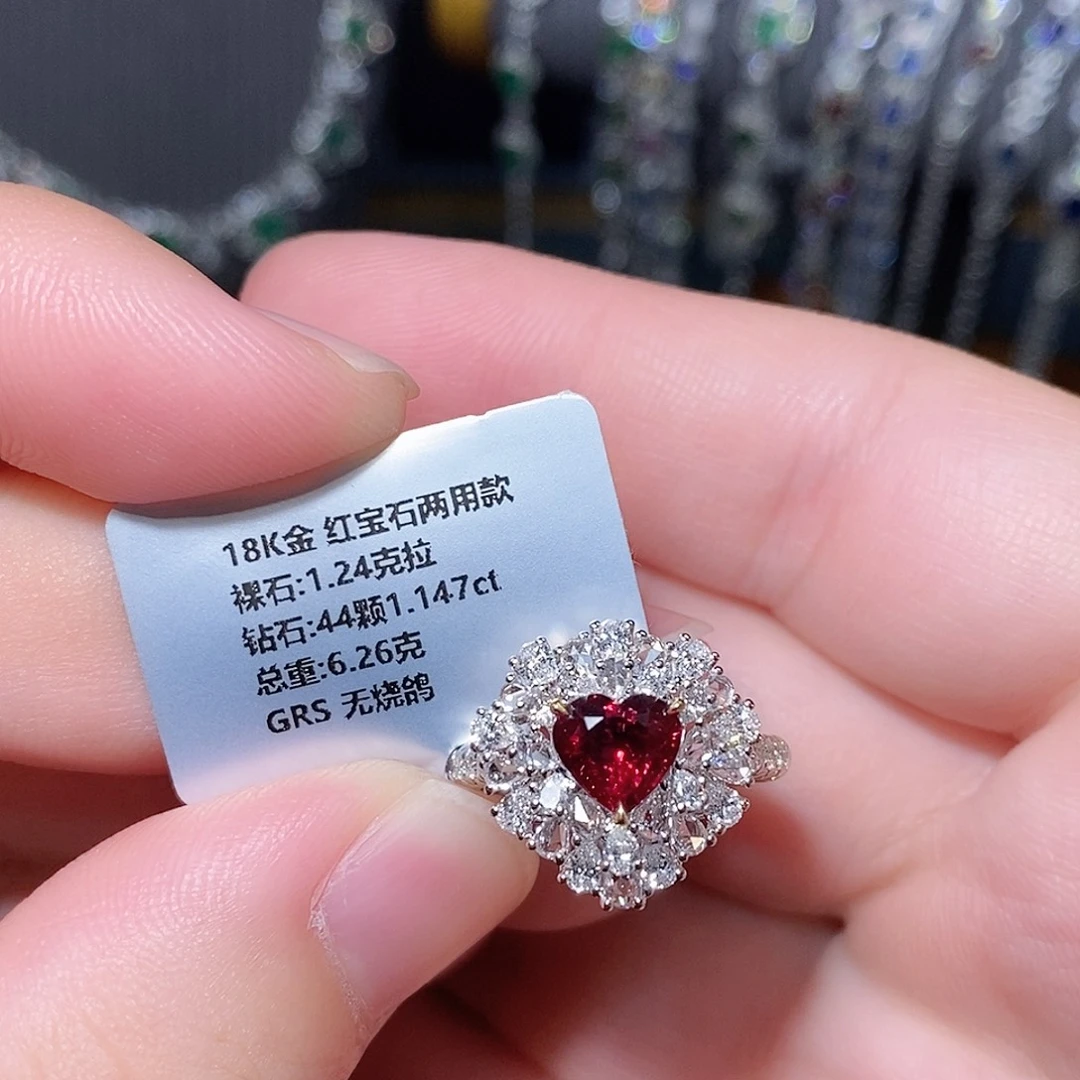 18K金 红宝石两用款
裸石:1.24克拉
钻石:44颗1.147ct
总重:6.26克
GRS 无烧鸽